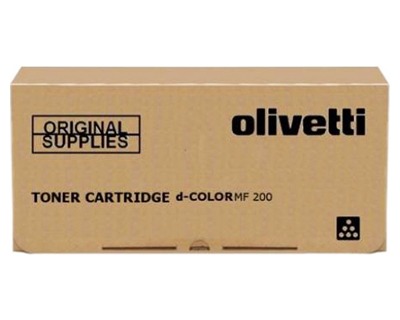 ORIGINAL
SUPPLIES
olivetti
TONER CARTRIDGE d-COLOR MF 200